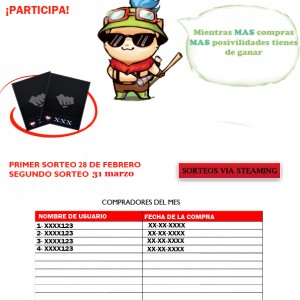 ¡PARTICIPA!
Mientras MAS compras
MAS posivilidades tienes
de ganar
XXX
PRIMER SORTEO 28 DE FEBRERO
SEGUNDO SORTEO 31 marzo
SORTEOS VIA STEAMING
COMPRADORES DEL MES
NOMBRE DE USUARIO FECHA DE LA COMPRA
1- XXXX123 XX-XX-XXXX
2- XXXX123 XX-XX-XXXX
3- XXXX123 XX-XX-XXXX
4- XXXX123 XX-XX-XXXX